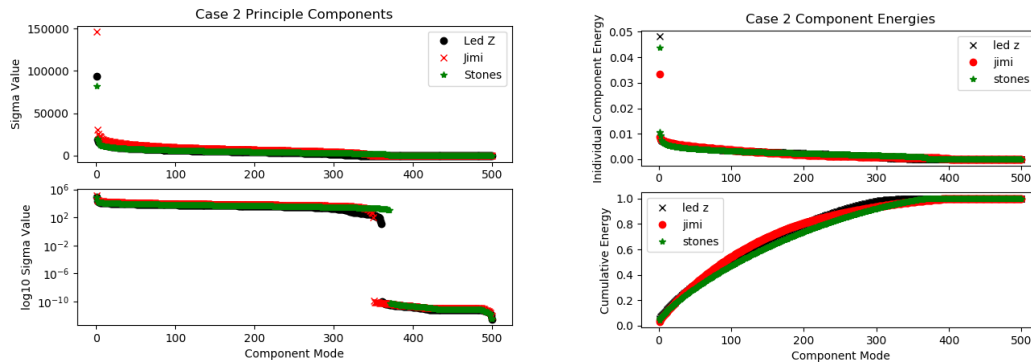 Case 2 Principle Components
150000
100000
50000
0
Sigma Value
Led Z
Jimi
Stones
0 100 200 300 400 500
10^6
10^2
10^-2
10^-6
10^-10
log10 Sigma Value
0 100 200 300 400 500
Component Mode
Case 2 Component Energies
0.05
0.04
0.03
0.02
0.01
0.00
Inidividual Component Energy
led z
jimi
stones
0 100 200 300 400 500
1.0
0.8
0.6
0.4
0.2
0.0
Cumulative Energy
led z
jimi
stones
0 100 200 300 400 500
Component Mode